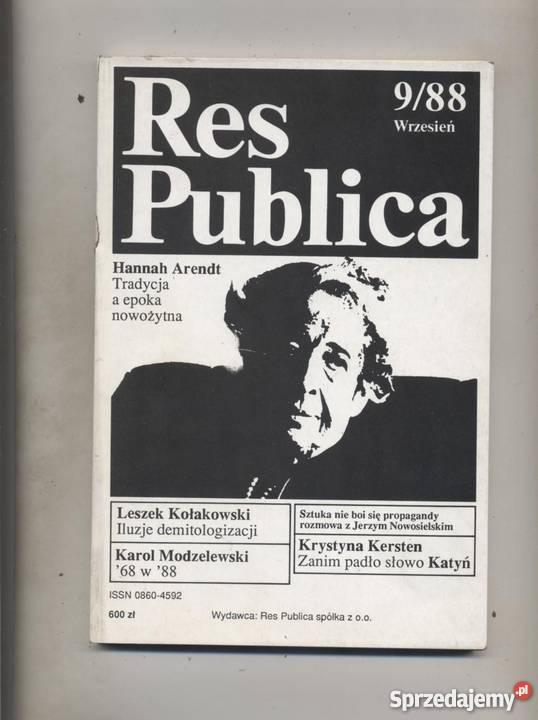 Res
Publica
9/88
Wrzesień
Hannah Arendt
Tradycja
a epoka
nowożytna
Leszek Kołakowski
Iluzje demitologizacji
Karol Modzelewski
’68 w ’88
Sztuka nie boi się propagandy
rozmowa z Jerzym Nowosielskim
Krystyna Kersten
Zanim padło słowo Katyń
ISSN 0860-4592
600 zł
Wydawca: Res Publica spółka z o.o.
Sprzedajemy.pl